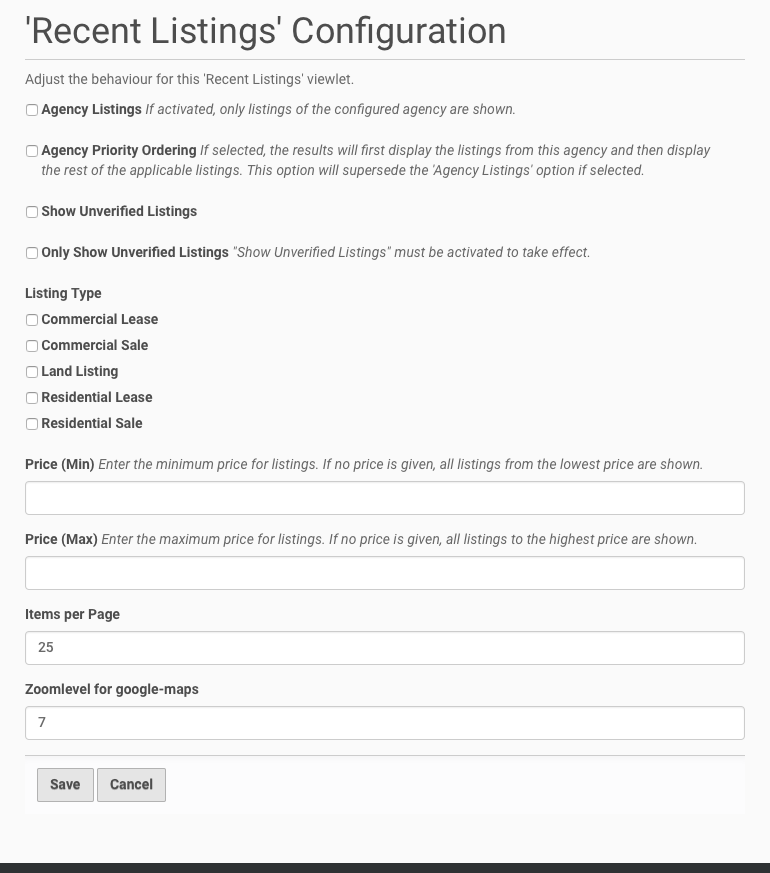 'Recent Listings' Configuration
Adjust the behaviour for this 'Recent Listings' viewlet.
Agency Listings If activated, only listings of the configured agency are shown.
Agency Priority Ordering If selected, the results will first display the listings from this agency and then display
the rest of the applicable listings. This option will supersede the 'Agency Listings' option if selected.
Show Unverified Listings
Only Show Unverified Listings "Show Unverified Listings" must be activated to take effect.
Listing Type
Commercial Lease
Commercial Sale
Land Listing
Residential Lease
Residential Sale
Price (Min) Enter the minimum price for listings. If no price is given, all listings from the lowest price are shown.
Price (Max) Enter the maximum price for listings. If no price is given, all listings to the highest price are shown.
Items per Page
25
Zoomlevel for google-maps
7
Save Cancel